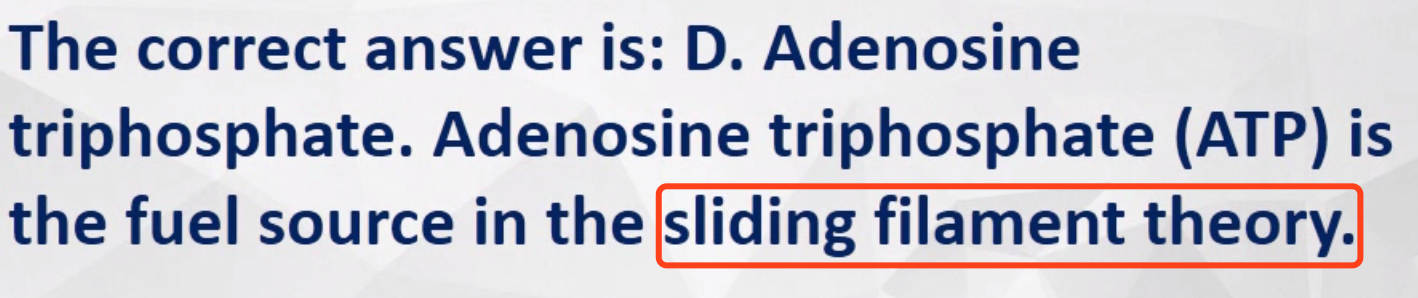 The correct answer is: D. Adenosine
triphosphate. Adenosine triphosphate (ATP) is
the fuel source in the sliding filament theory.